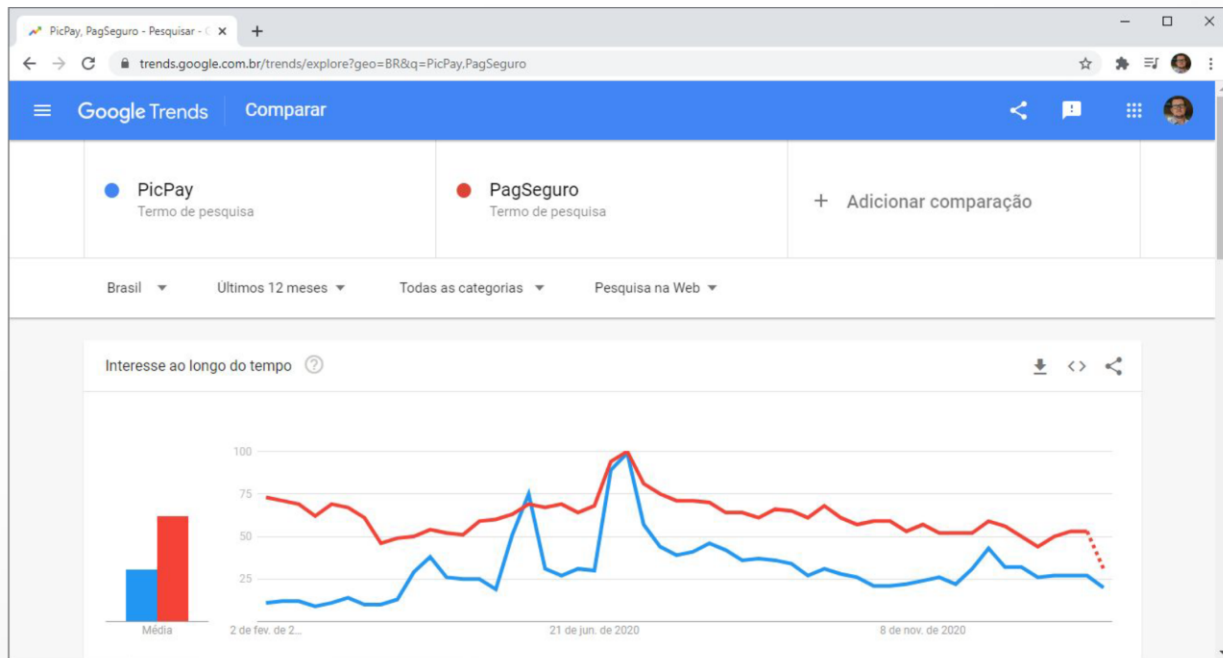 PicPay, PagSeguro - Pesquisar -
trends.google.com.br/trends/explore?geo=BR&q=PicPay,PagSeguro
Google Trends Comparar
PicPay PagSeguro + Adicionar comparação
Termo de pesquisa Termo de pesquisa
Brasil Últimos 12 meses Todas as categorias Pesquisa na Web
Interesse ao longo do tempo ?
100
75
50
25
Média 2 de fev. de 2... 21 de jun. de 2020 8 de nov. de 2020